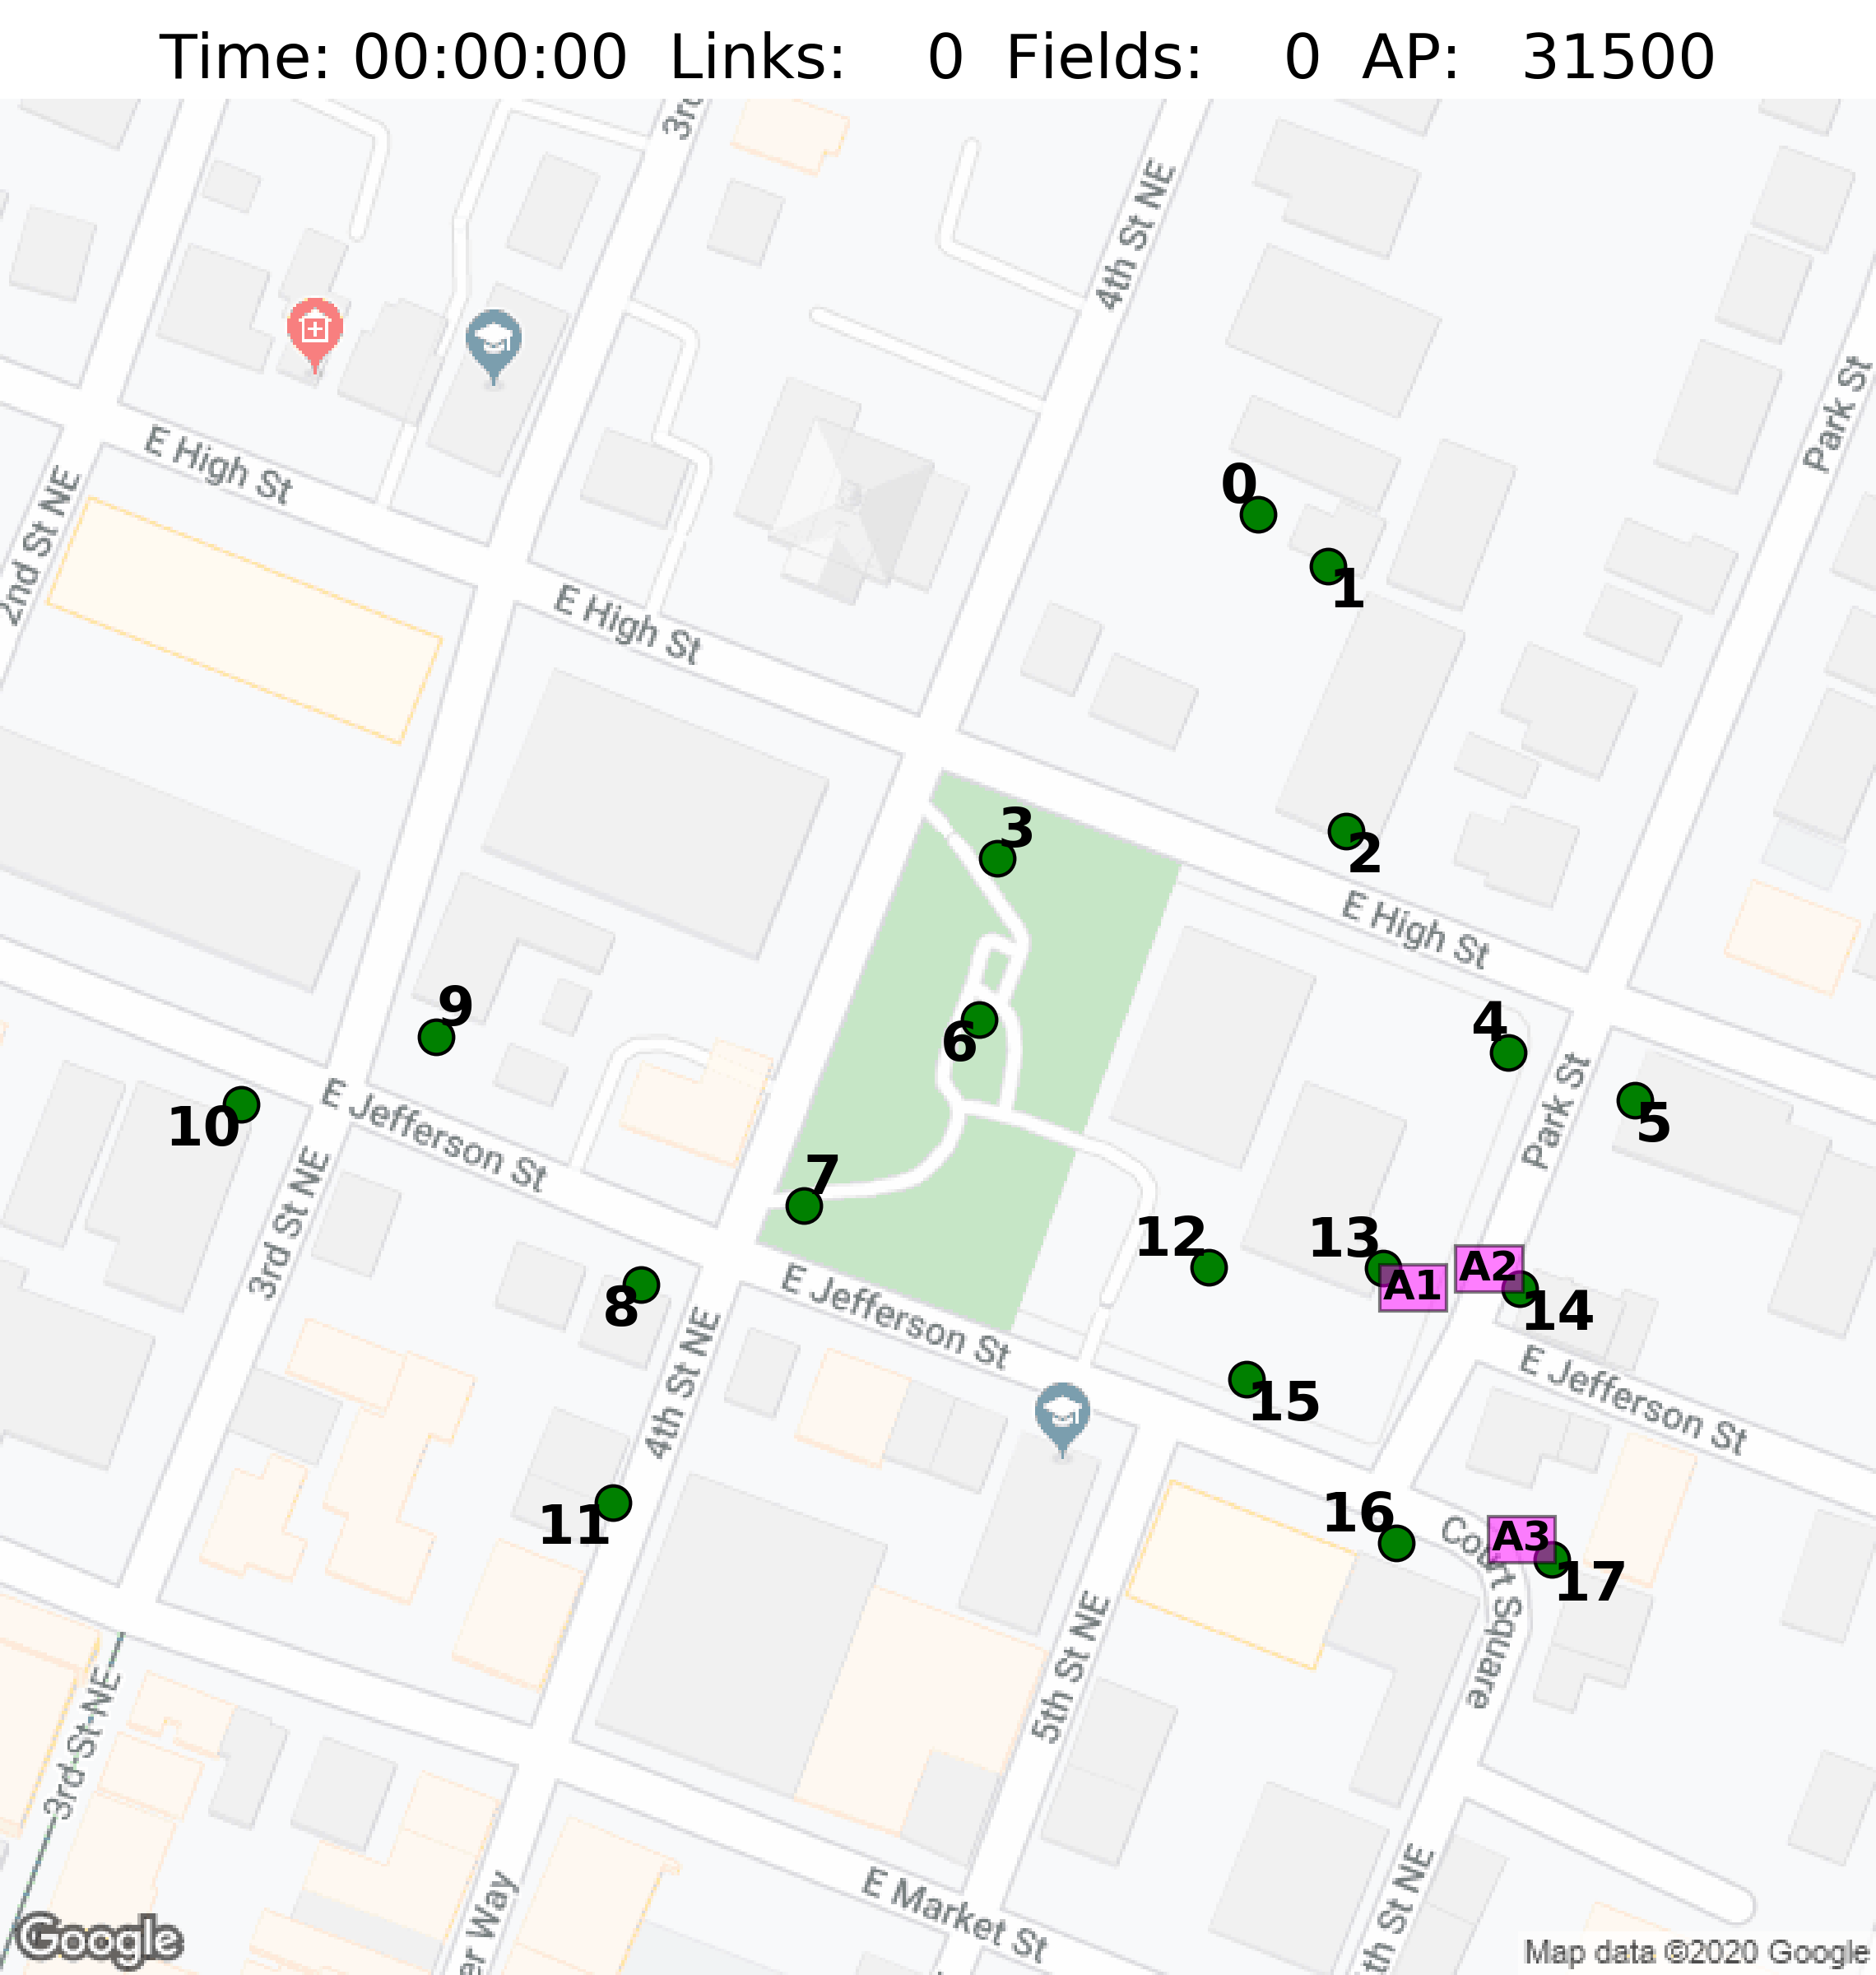 Time: 00:00:00 Links: 0 Fields: 0 AP: 31500
3rd
4th St NE
Park St
E High St
2nd St NE
0
1
E High St
3
2
E High St
9
6
4
10
E Jefferson St
Park St
5
7
3rd St NE
12
13
A1
A2
14
8
E Jefferson St
E Jefferson St
4th St NE
15
11
16
Court Square
A3
17
5th St NE
3rd St NE
E Market St
er Way
th St NE
Google
Map data ©2020 Google